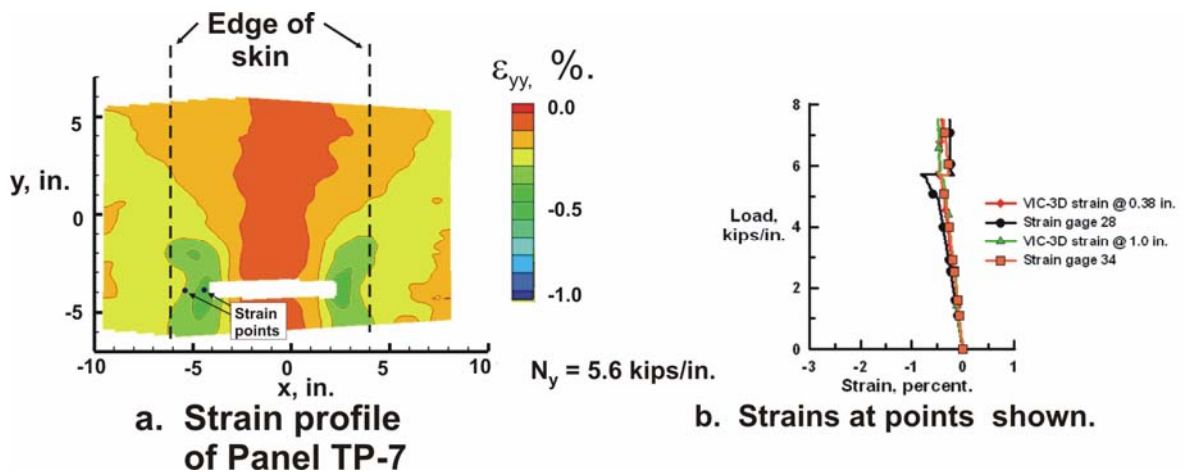 Edge of
skin
εyy, %.
0.0
-0.5
-1.0
y, in.
5
0
-5
-10
-5
0
5
10
x, in.
Strain
points
Ny = 5.6 kips/in.
a. Strain profile
of Panel TP-7
8
6
4
2
0
Load,
kips/in.
-3
-2
-1
0
1
Strain, percent.
VIC-3D strain @ 0.38 in.
Strain gage 28
VIC-3D strain @ 1.0 in.
Strain gage 34
b. Strains at points shown.